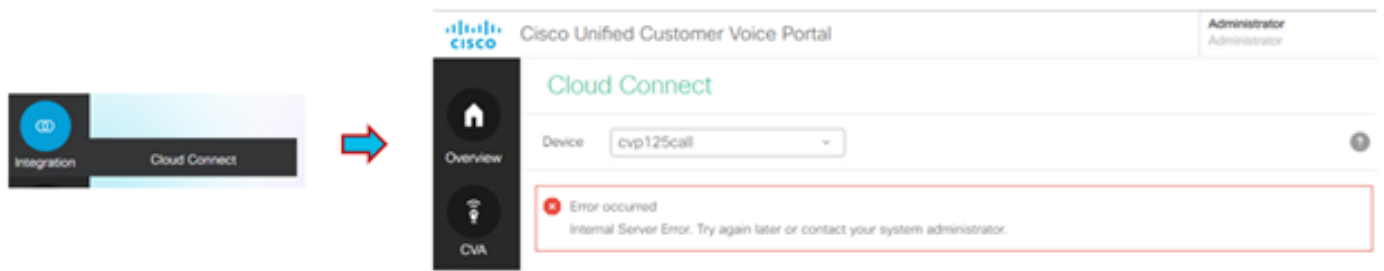 Integration
Cloud Connect
CISCO
Cisco Unified Customer Voice Portal
Administrator
Administrator
Cloud Connect
Overview
Device
cvp125call
?
CVA
Error occurred
Internal Server Error. Try again later or contact your system administrator.